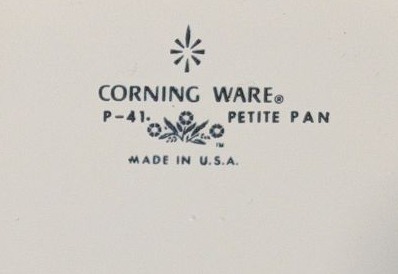 CORNING WARE®
P-41. PETITE PAN
TM
MADE IN U.S.A.